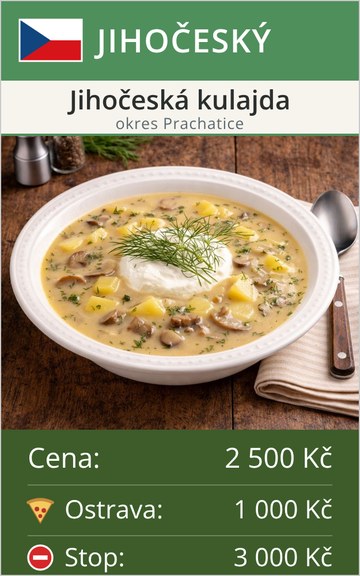 JIHOČESKÝ
Jihočeská kulajda
okres Prachatice
Cena: 2 500 Kč
Ostrava: 1 000 Kč
Stop: 3 000 Kč